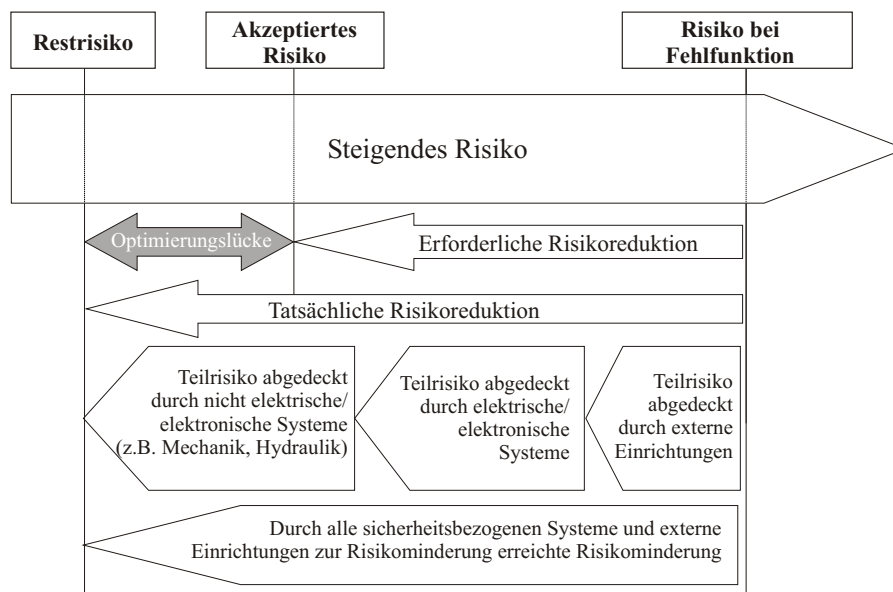 Restrisiko
Akzeptiertes
Risiko
Risiko bei
Fehlfunktion
Steigendes Risiko
Optimierungslücke
Erforderliche Risikoreduktion
Tatsächliche Risikoreduktion
Teilrisiko abgedeckt
durch nicht elektrische/
elektronische Systeme
(z.B. Mechanik, Hydraulik)
Teilrisiko abgedeckt
durch elektrische/
elektronische
Systeme
Teilrisiko
abgedeckt
durch externe
Einrichtungen
Durch alle sicherheitsbezogenen Systeme und externe
Einrichtungen zur Risikominderung erreichte Risikominderung